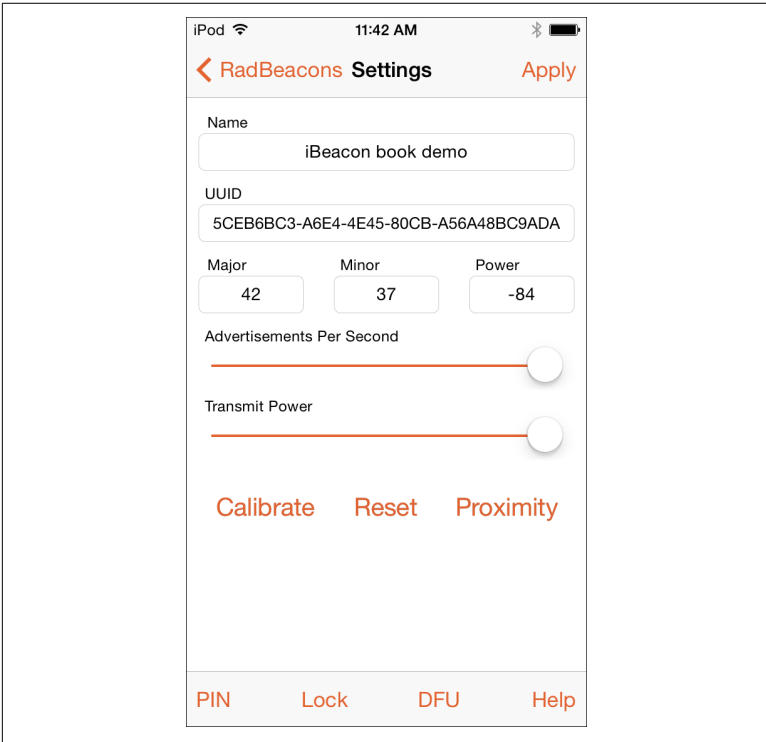 iPod 11:42 AM
RadBeacons Settings Apply
Name
iBeacon book demo
UUID
5CEB6BC3-A6E4-4E45-80CB-A56A48BC9ADA
Major Minor Power
42 37 -84
Advertisements Per Second
Transmit Power
Calibrate Reset Proximity
PIN Lock DFU Help